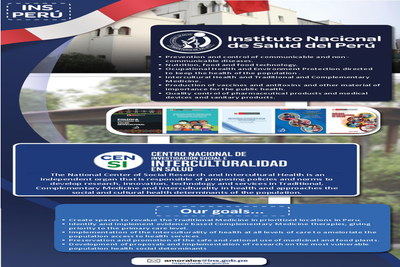 INS
PERÚ
Instituto Nacional
de Salud del Perú
• Prevention and control of communicable and non-
communicable diseases.
• Nutrition, food and technology.
• Ocupational Health and Environment Protection directed
to keep the health of the population
• Intercultural Health and Traditional and Complementary
Medicine.
• Production of vaccines and antitoxins and other material of
importance for the public health.
• Quality control of pharmaceutical products and medical
devices and sanitary products.
CEN
SI
CENTRO NACIONAL DE
INVESTIGACIÓN SOCIAL E
INTERCULTURALIDAD
EN SALUD
The National Center of Social Research and Intercultural Health is an
independent organ that is responsible of proposing policies and norms to
develop research, innovation, technology and services in Traditional,
Complementary Medicine and Interculturality in health and approaches the
social and cultural health determinants of the population.
Our goals...
• Create spaces to revalue the Traditional Medicine in prioritised locations in Peru.
• Identify and implement evidence based Complementary Medicine therapies, giving
priority to the primary care level.
• Implementation of the interculturality of health at all levels of care to ameliorate the
population access to health services
• Preservation and promotion of the safe and rational use of medicinal and food plants
• Development of proposals and implementation of research on the most vulnerable
population health social determinants
amorales@ins.gob.pe